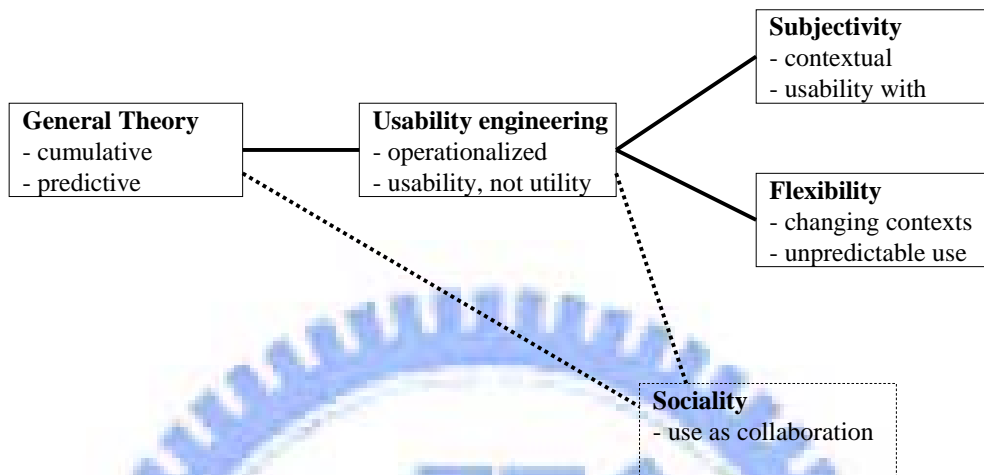 General Theory
- cumulative
- predictive
Usability engineering
- operationalized
- usability, not utility
Subjectivity
- contextual
- usability with
Flexibility
- changing contexts
- unpredictable use
Sociality
- use as collaboration